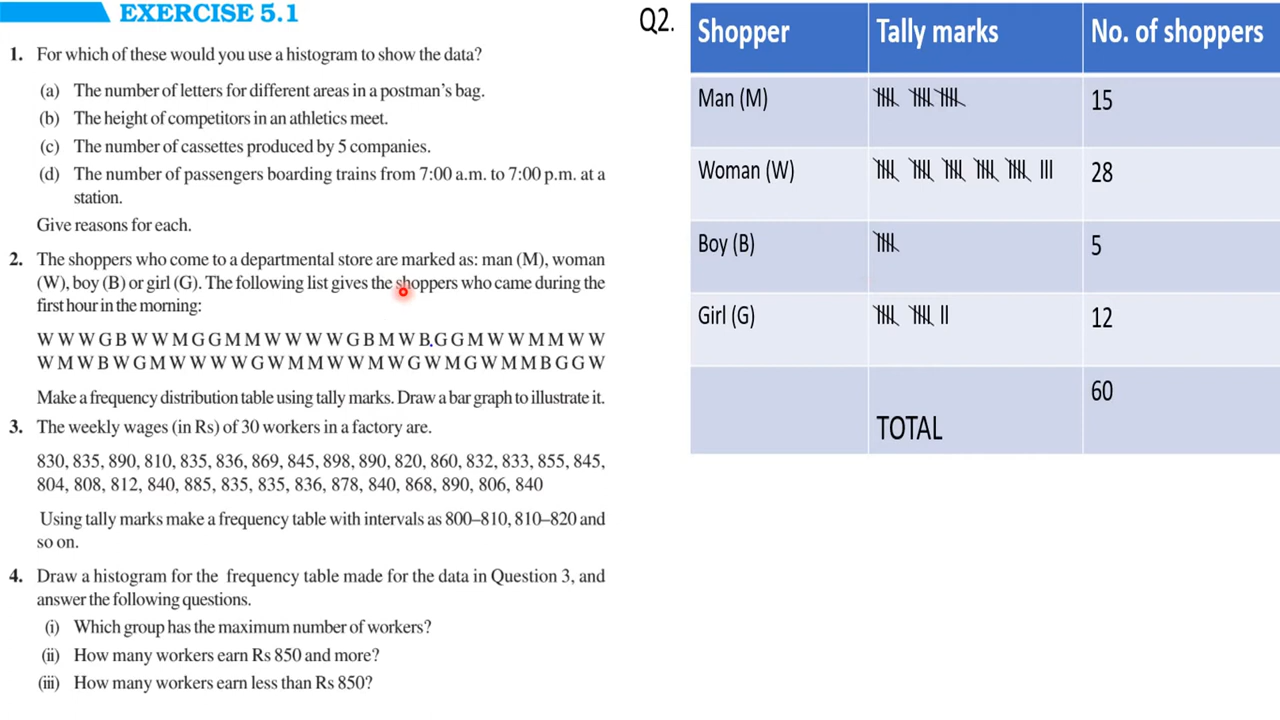 EXERCISE 5.1
1. For which of these would you use a histogram to show the data?
(a) The number of letters for different areas in a postman's bag.
(b) The height of competitors in an athletics meet.
(c) The number of cassettes produced by 5 companies.
(d) The number of passengers boarding trains from 7:00 a.m. to 7:00 p.m. at a
station.
Give reasons for each.
2. The shoppers who come to a departmental store are marked as: man (M), woman
(W), boy (B) or girl (G). The following list gives the shoppers who came during the
first hour in the morning:
W W W G B W W M G G M M W W W W G B M W B G G M W W M M W W
W M W B W G M W W W W G W M M W W M W G W M G W M M B G G W
Make a frequency distribution table using tally marks. Draw a bar graph to illustrate it.
3. The weekly wages (in Rs) of 30 workers in a factory are.
830, 835, 890, 810, 835, 836, 869, 845, 898, 890, 820, 860, 832, 833, 855, 845,
804, 808, 812, 840, 885, 835, 835, 836, 878, 840, 868, 890, 806, 840
Using tally marks make a frequency table with intervals as 800–810, 810–820 and
so on.
4. Draw a histogram for the frequency table made for the data in Question 3, and
answer the following questions.
(i) Which group has the maximum number of workers?
(ii) How many workers earn Rs 850 and more?
(iii) How many workers earn less than Rs 850?
Q2.
Shopper Tally marks No. of shoppers
Man (M) 15
Woman (W) 28
Boy (B) 5
Girl (G) 12
60
TOTAL